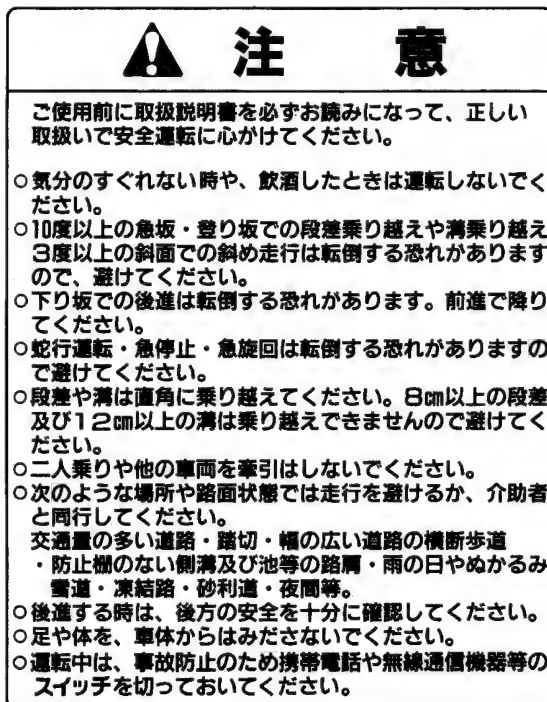 注 意
ご使用前に取扱説明書を必ずお読みになって、正しい
取扱いで安全運転に心がけてください。
○気分のすぐれない時や、飲酒したときは運転しないでく
ださい。
○10度以上の急坂・登り坂での段差乗り越えや溝乗り越え
3度以上の斜面での斜め走行は転倒する恐れがあります
ので、避けてください。
○下り坂での後進は転倒する恐れがあります。前進で降り
てください。
○蛇行運転・急停止・急旋回は転倒する恐れがありますの
で避けてください。
○段差や溝は直角に乗り越えてください。8cm以上の段差
及び12cm以上の溝は乗り越えできませんので避けてく
ださい。
○二人乗りや他の車両を牽引はしないでください。
○次のような場所や路面状態では走行を避けるか、介助者
と同行してください。
交通量の多い道路・踏切・幅の広い道路の横断歩道
・防止柵のない側溝及び池等の路肩・雨の日やぬかるみ
雪道・凍結路・砂利道・夜間等。
○後進する時は、後方の安全を十分に確認してください。
○足や体を、車体からはみださないでください。
○運転中は、事故防止のため携帯電話や無線通信機器等の
スイッチを切っておいてください。